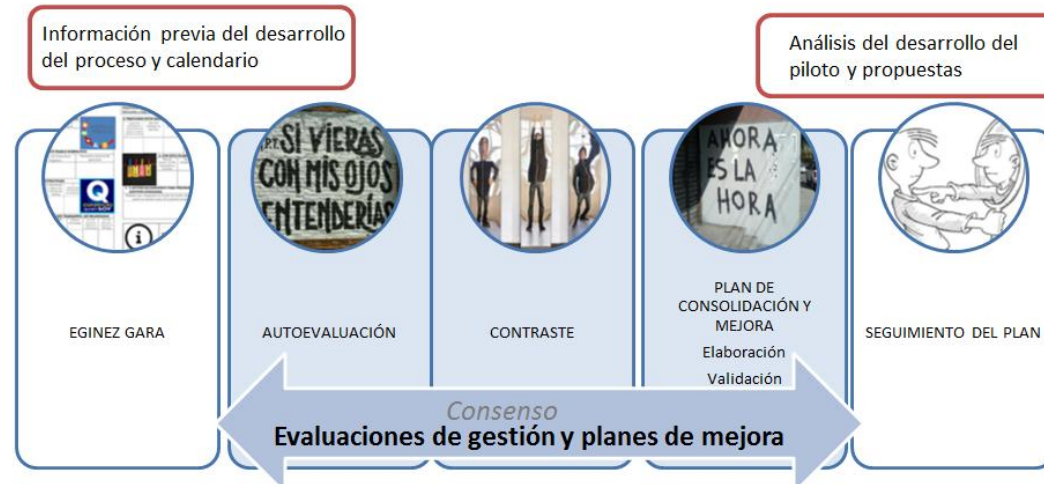 Información previa del desarrollo
del proceso y calendario
Análisis del desarrollo del
piloto y propuestas
SI VIERAS
CON MIS OJOS
ENTENDERÍAS
AHORA
ES LA
HORA
EGINEZ GARA
AUTOEVALUACIÓN
CONTRASTE
PLAN DE
CONSOLIDACIÓN Y
MEJORA
Elaboración
Validación
SEGUIMIENTO DEL PLAN
Consenso
Evaluaciones de gestión y planes de mejora